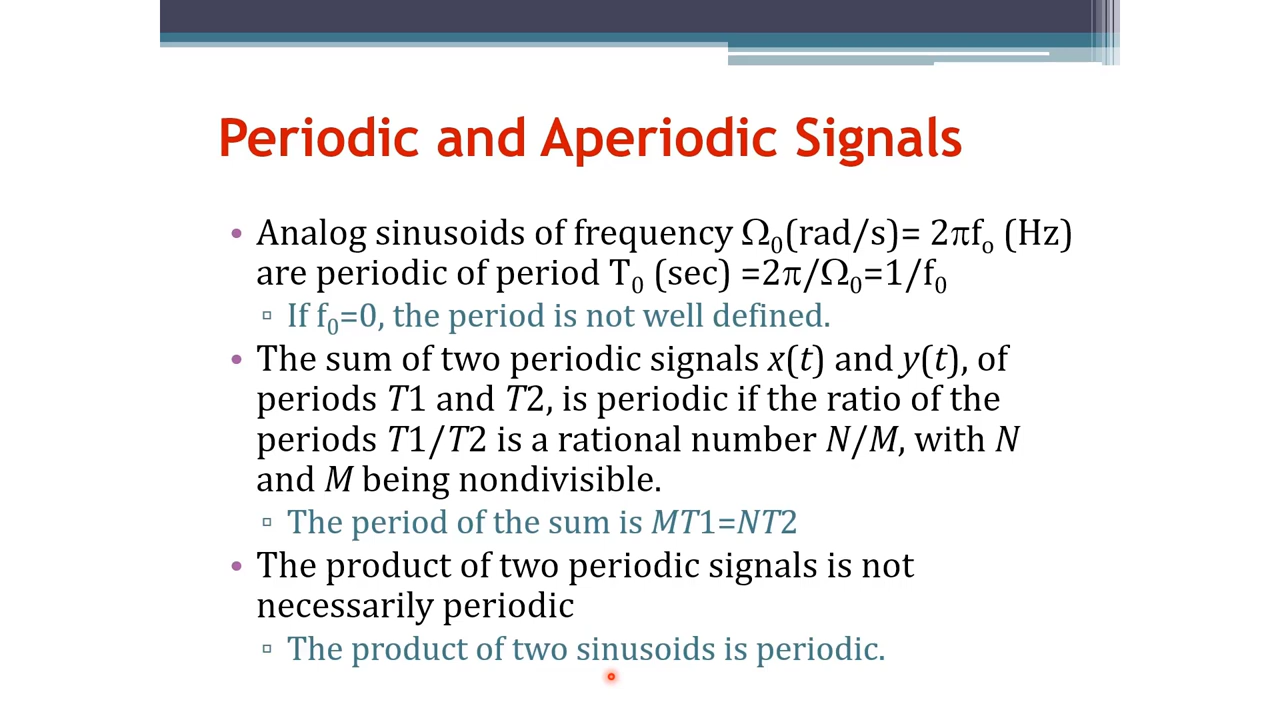 Periodic and Aperiodic Signals
• Analog sinusoids of frequency Ω₀(rad/s)= 2πfₒ (Hz)
are periodic of period T₀ (sec) =2π/Ω₀=1/f₀
▫ If f₀=0, the period is not well defined.
• The sum of two periodic signals x(t) and y(t), of
periods T1 and T2, is periodic if the ratio of the
periods T1/T2 is a rational number N/M, with N
and M being nondivisible.
▫ The period of the sum is MT1=NT2
• The product of two periodic signals is not
necessarily periodic
▫ The product of two sinusoids is periodic.